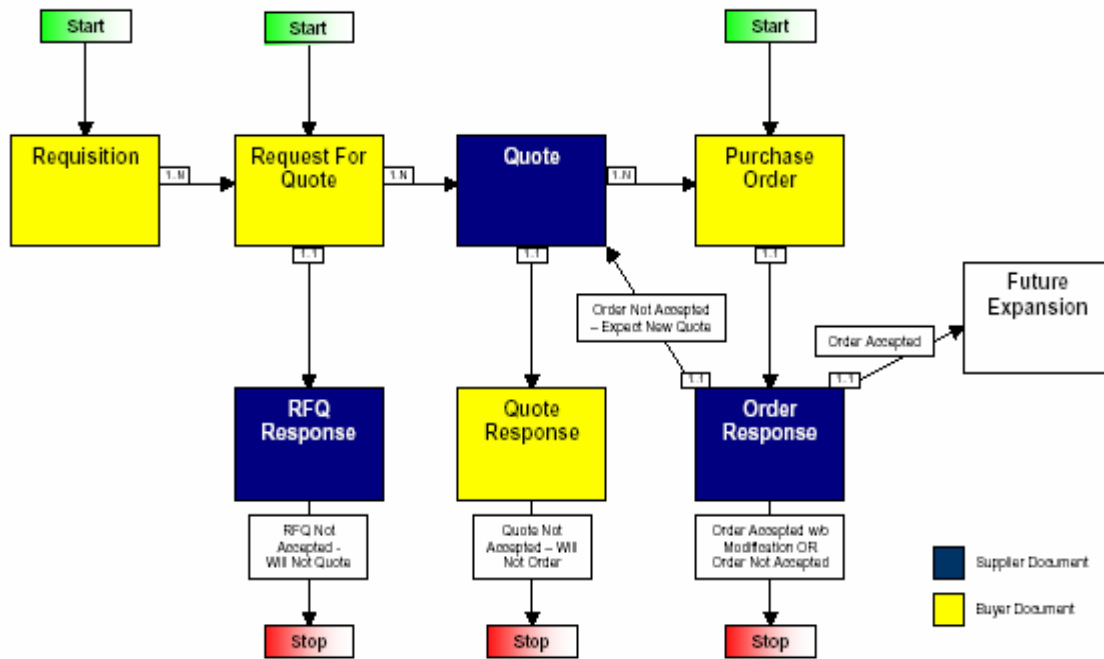 Start
Start
Start
Requisition
Request For
Quote
Quote
Purchase
Order
1..N
1..N
1..N
1..1
1..1
1..1
Future
Expansion
Order Not Accepted
– Expect New Quote
Order Accepted
1..1
1..1
RFQ
Response
Quote
Response
Order
Response
RFQ Not
Accepted -
Will Not Quote
Quote Not
Accepted – Will
Not Order
Order Accepted w/o
Modification OR
Order Not Accepted
Supplier Document
Buyer Document
Stop
Stop
Stop